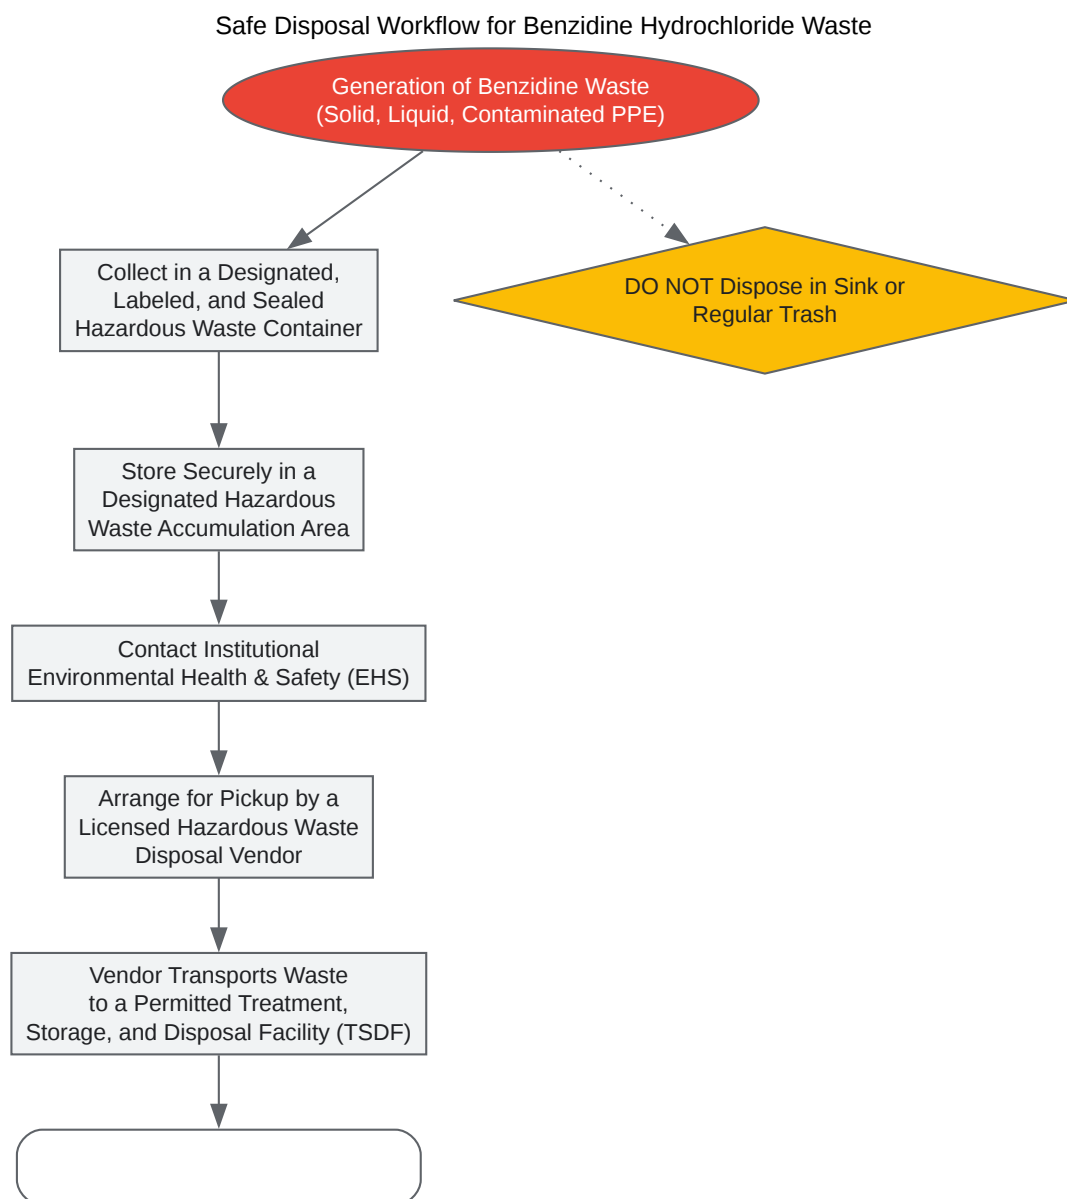 Safe Disposal Workflow for Benzidine Hydrochloride Waste
Generation of Benzidine Waste
(Solid, Liquid, Contaminated PPE)
Collect in a Designated,
Labeled, and Sealed
Hazardous Waste Container
DO NOT Dispose in Sink or
Regular Trash
Store Securely in a
Designated Hazardous
Waste Accumulation Area
Contact Institutional
Environmental Health & Safety (EHS)
Arrange for Pickup by a
Licensed Hazardous Waste
Disposal Vendor
Vendor Transports Waste
to a Permitted Treatment,
Storage, and Disposal Facility (TSDF)